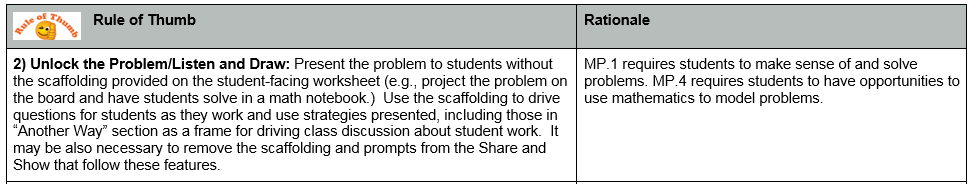 Rule of Thumb
Rule of Thumb
Rationale
2) Unlock the Problem/Listen and Draw: Present the problem to students without
the scaffolding provided on the student-facing worksheet (e.g., project the problem on
the board and have students solve in a math notebook.)  Use the scaffolding to drive
questions for students as they work and use strategies presented, including those in
“Another Way” section as a frame for driving class discussion about student work.  It
may be also necessary to remove the scaffolding and prompts from the Share and
Show that follow these features.
MP.1 requires students to make sense of and solve
problems. MP.4 requires students to have opportunities to
use mathematics to model problems.